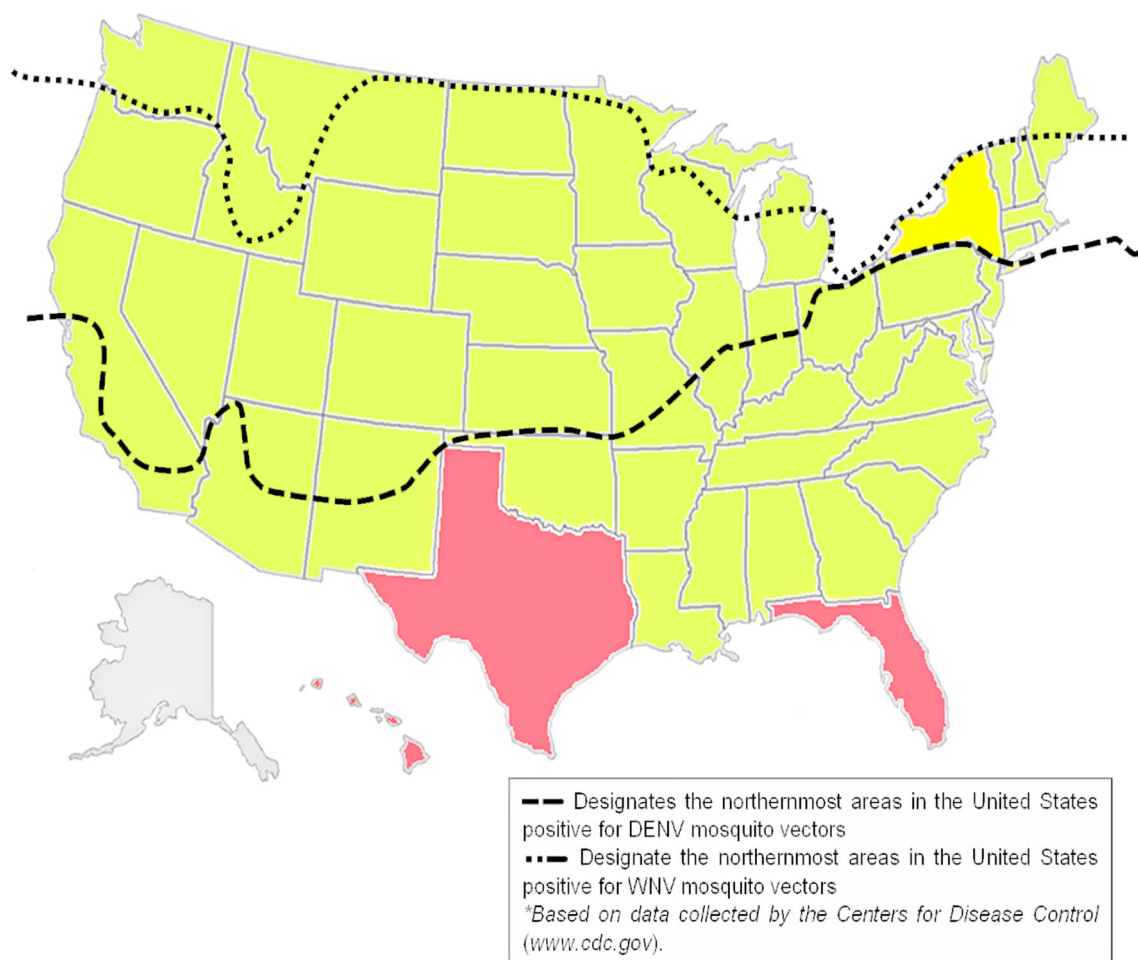 Designates the northernmost areas in the United States
positive for DENV mosquito vectors
Designate the northernmost areas in the United States
positive for WNV mosquito vectors
*Based on data collected by the Centers for Disease Control
(www.cdc.gov).